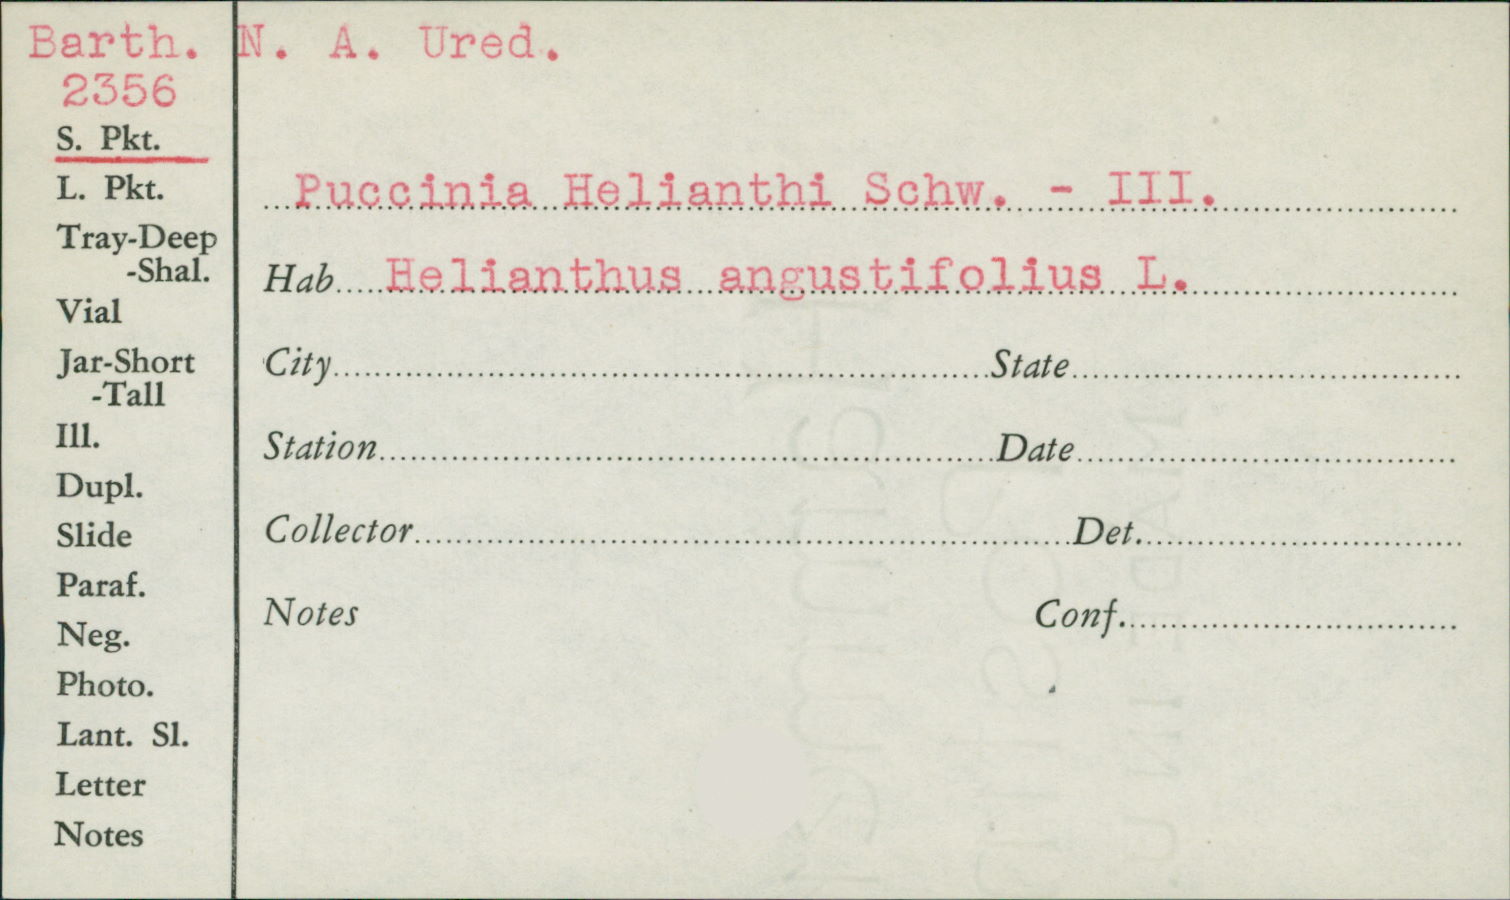 Barth. N. A. Ured.
2356
S. Pkt.
L. Pkt.
Tray-Deep
-Shal.
Vial
Jar-Short
-Tall
Ill.
Dupl.
Slide
Paraf.
Neg.
Photo.
Lant. Sl.
Letter
Notes
Puccinia Helianthi Schw. - III.
Hab Helianthus angustifolius L.
City State
Station Date
Collector Det.
Notes Conf.